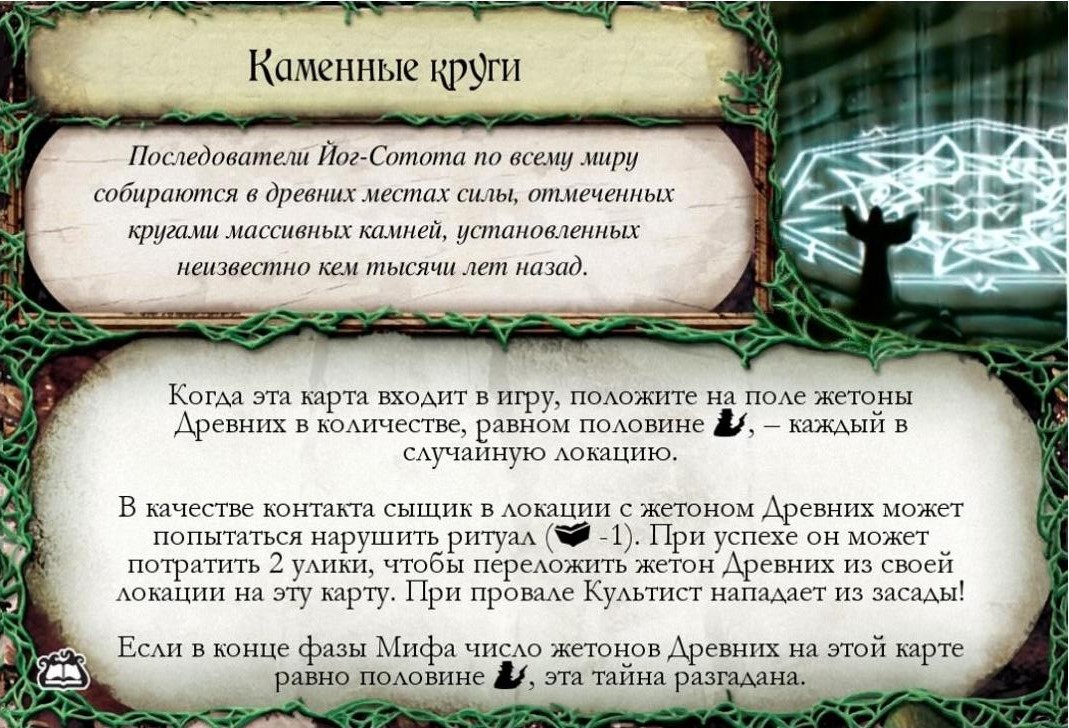 Каменные круги
Последователи Йог-Сотота по всему миру
собираются в древних местах силы, отмеченных
кругами массивных камней, установленных
неизвестно кем тысячи лет назад.
Когда эта карта входит в игру, положите на поле жетоны
Древних в количестве, равном половине , – каждый в
случайную локацию.
В качестве контакта сыщик в локации с жетоном Древних может
попытаться нарушить ритуал ( -1). При успехе он может
потратить 2 улики, чтобы переложить жетон Древних из своей
локации на эту карту. При провале Культист нападает из засады!
Если в конце фазы Мифа число жетонов Древних на этой карте
равно половине , эта тайна разгадана.